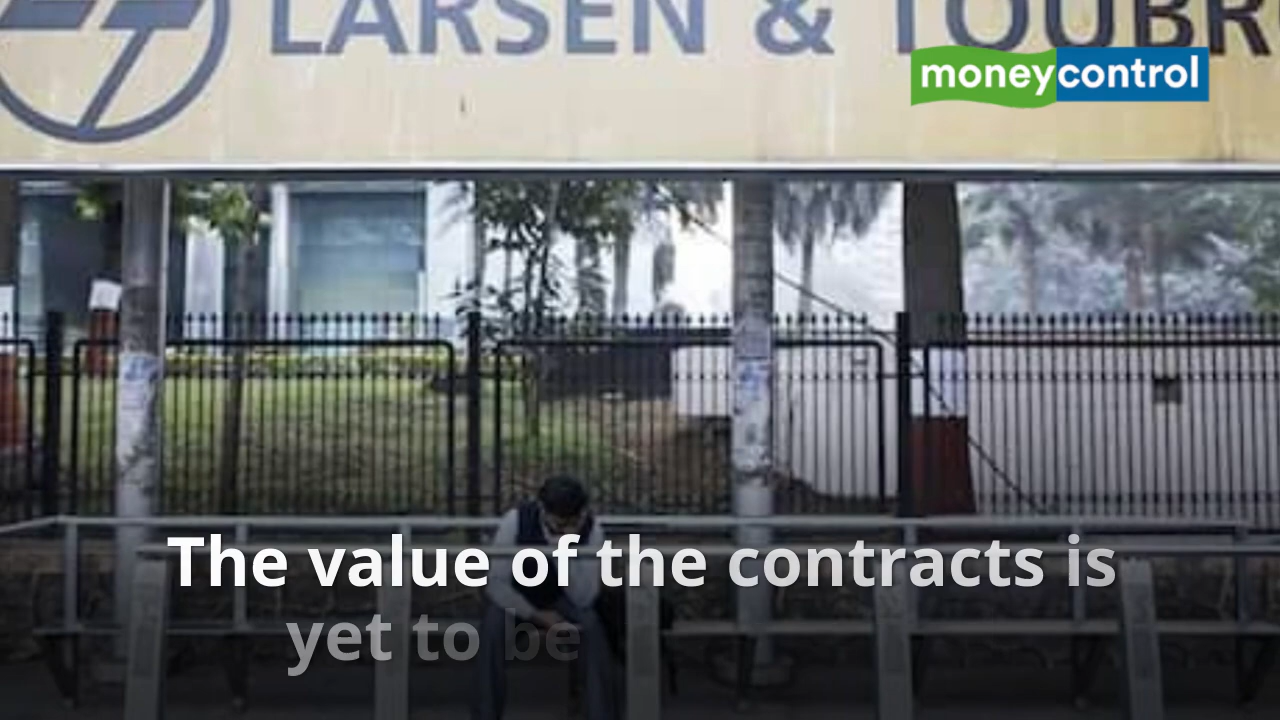 LARSEN & TOUBR
moneycontrol
The value of the contracts is
yet to be